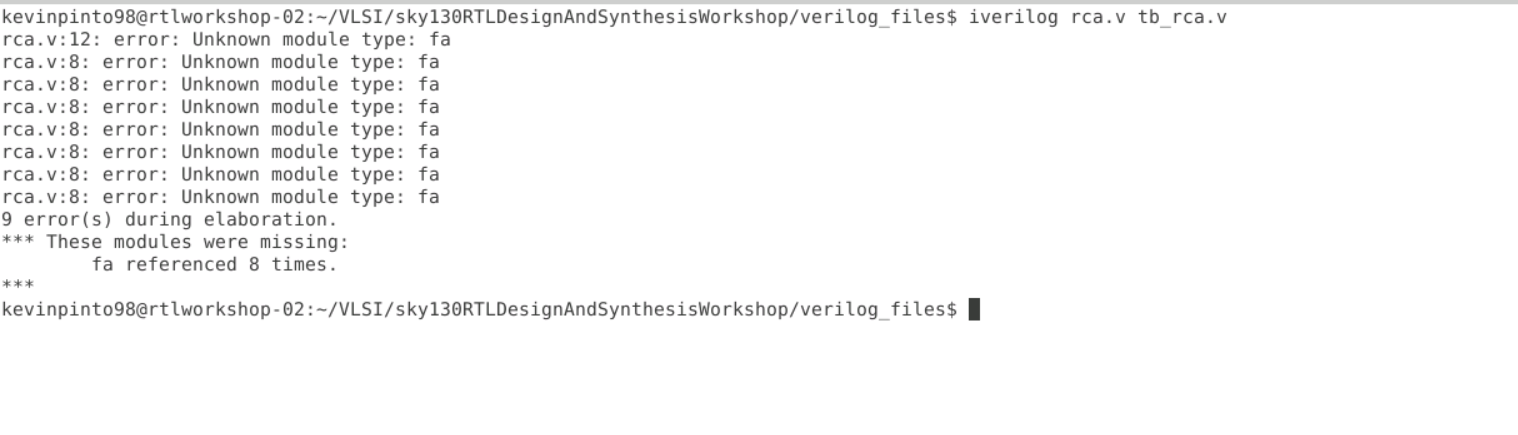 kevinpinto98@rtlworkshop-02:~/VLSI/sky130RTLDesignAndSynthesisWorkshop/verilog_files$ iverilog rca.v tb_rca.v
rca.v:12: error: Unknown module type: fa
rca.v:8: error: Unknown module type: fa
rca.v:8: error: Unknown module type: fa
rca.v:8: error: Unknown module type: fa
rca.v:8: error: Unknown module type: fa
rca.v:8: error: Unknown module type: fa
rca.v:8: error: Unknown module type: fa
rca.v:8: error: Unknown module type: fa
9 error(s) during elaboration.
*** These modules were missing:
        fa referenced 8 times.
***
kevinpinto98@rtlworkshop-02:~/VLSI/sky130RTLDesignAndSynthesisWorkshop/verilog_files$